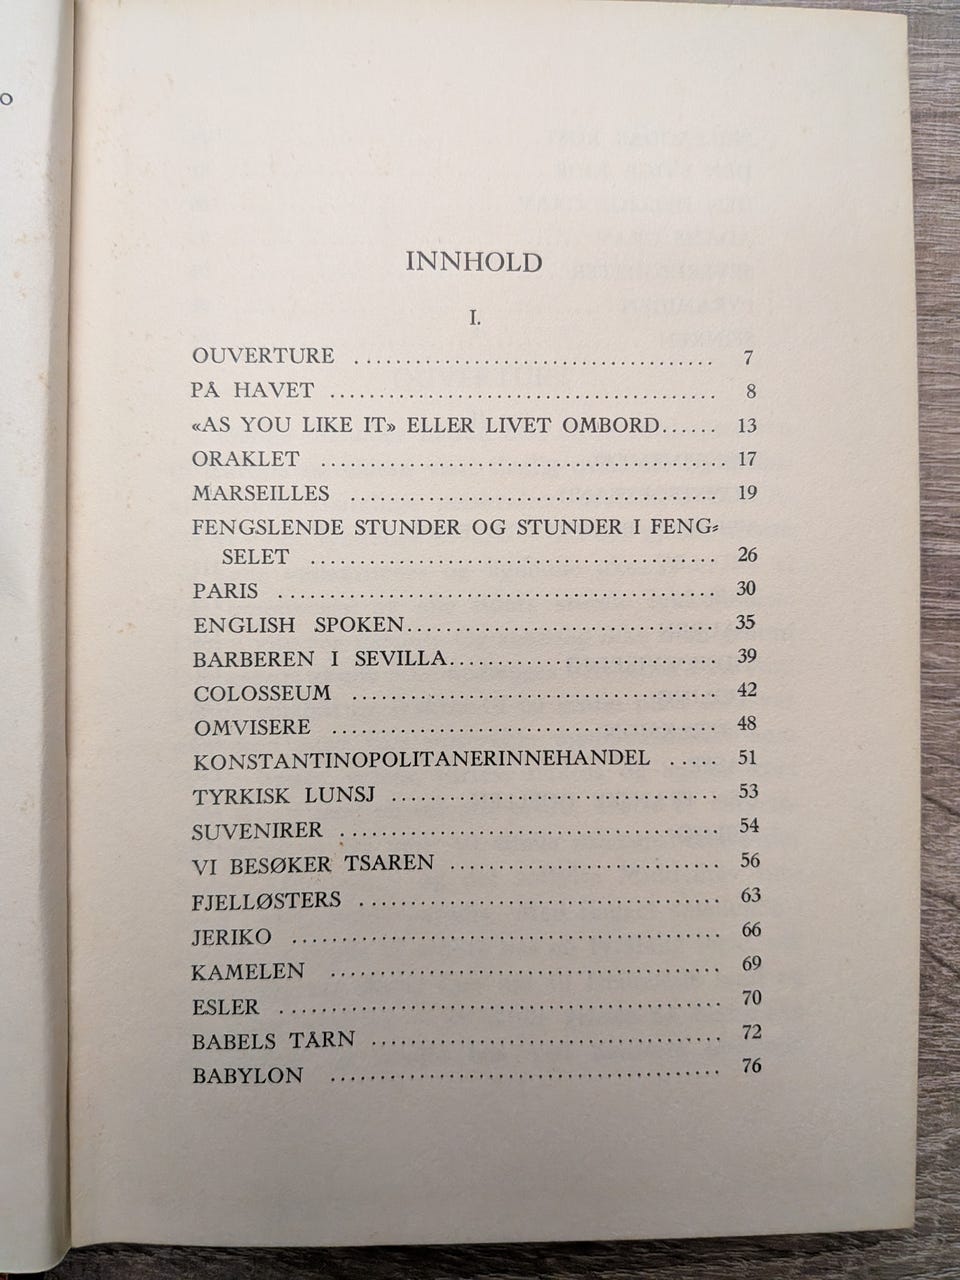 INNHOLD
I.
OUVERTURE .................................... 7
PÅ HAVET ....................................... 8
«AS YOU LIKE IT» ELLER LIVET OMBORD...... 13
ORAKLET ......................................... 17
MARSEILLES ..................................... 19
FENGSLENDE STUNDER OG STUNDER I FENG-
SELET ......................................... 26
PARIS ............................................ 30
ENGLISH SPOKEN............................... 35
BARBEREN I SEVILLA........................... 39
COLOSSEUM ..................................... 42
OMVISERE ....................................... 48
KONSTANTINOPOLITANERINNEHANDEL ..... 51
TYRKISK LUNSJ ................................. 53
SUVENIRER ...................................... 54
VI BESØKER TSAREN ........................... 56
FJELLØSTERS .................................... 63
JERIKO ........................................... 66
KAMELEN ....................................... 69
ESLER ............................................ 70
BABELS TÅRN ................................... 72
BABYLON ....................................... 76